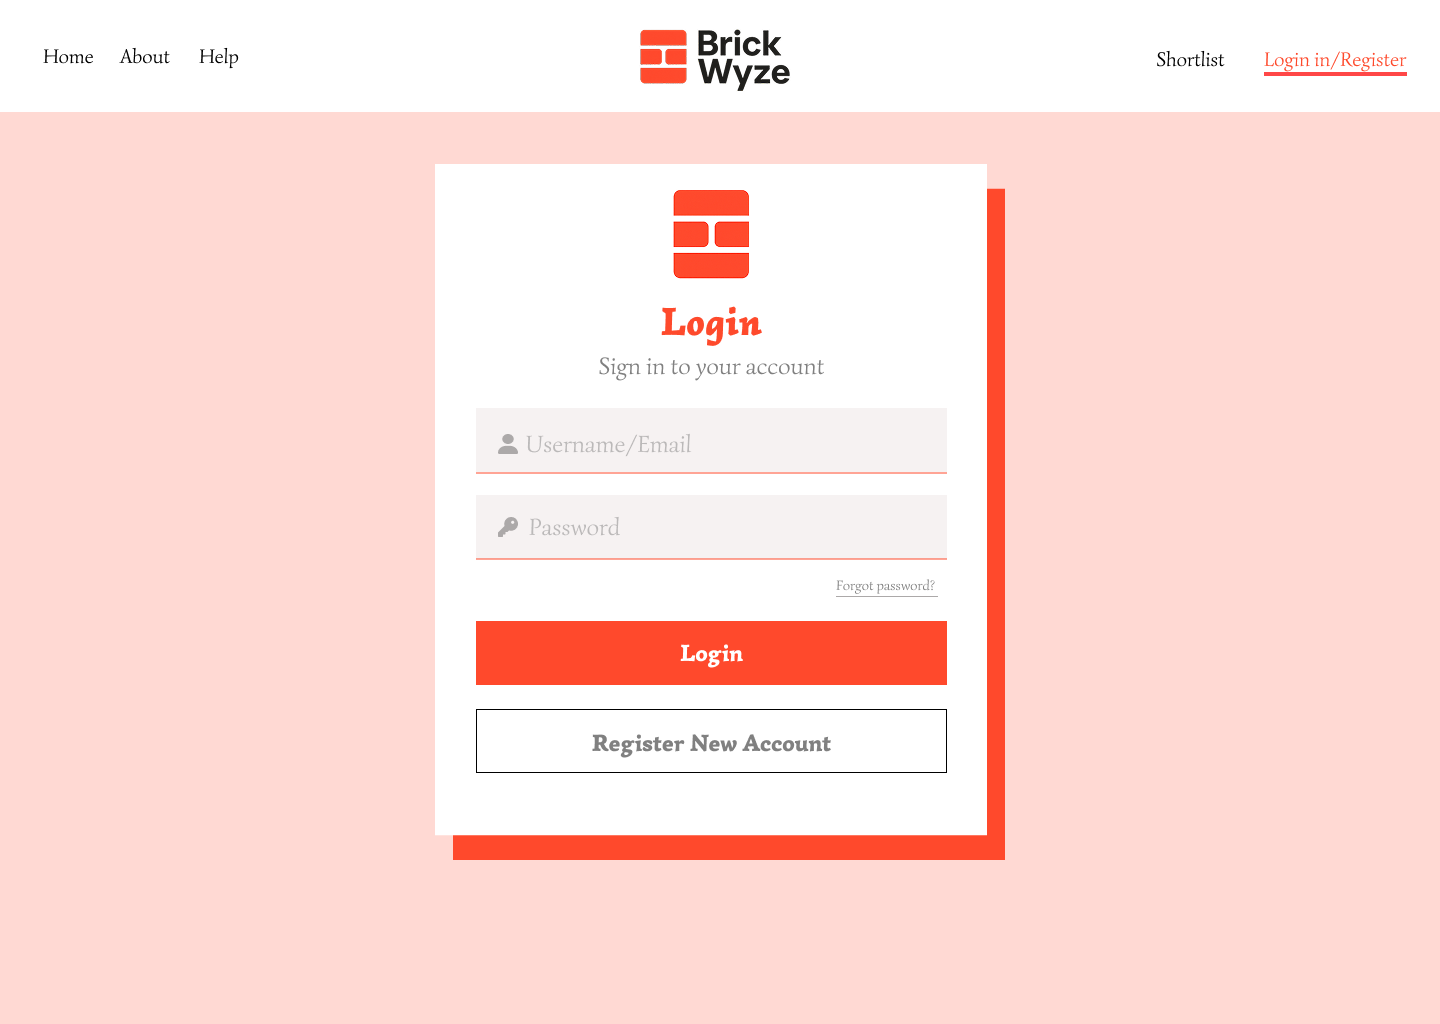 Home About Help
Brick
Wyze
Shortlist Login in/Register
Login
Sign in to your account
Username/Email
Password
Forgot password?
Login
Register New Account